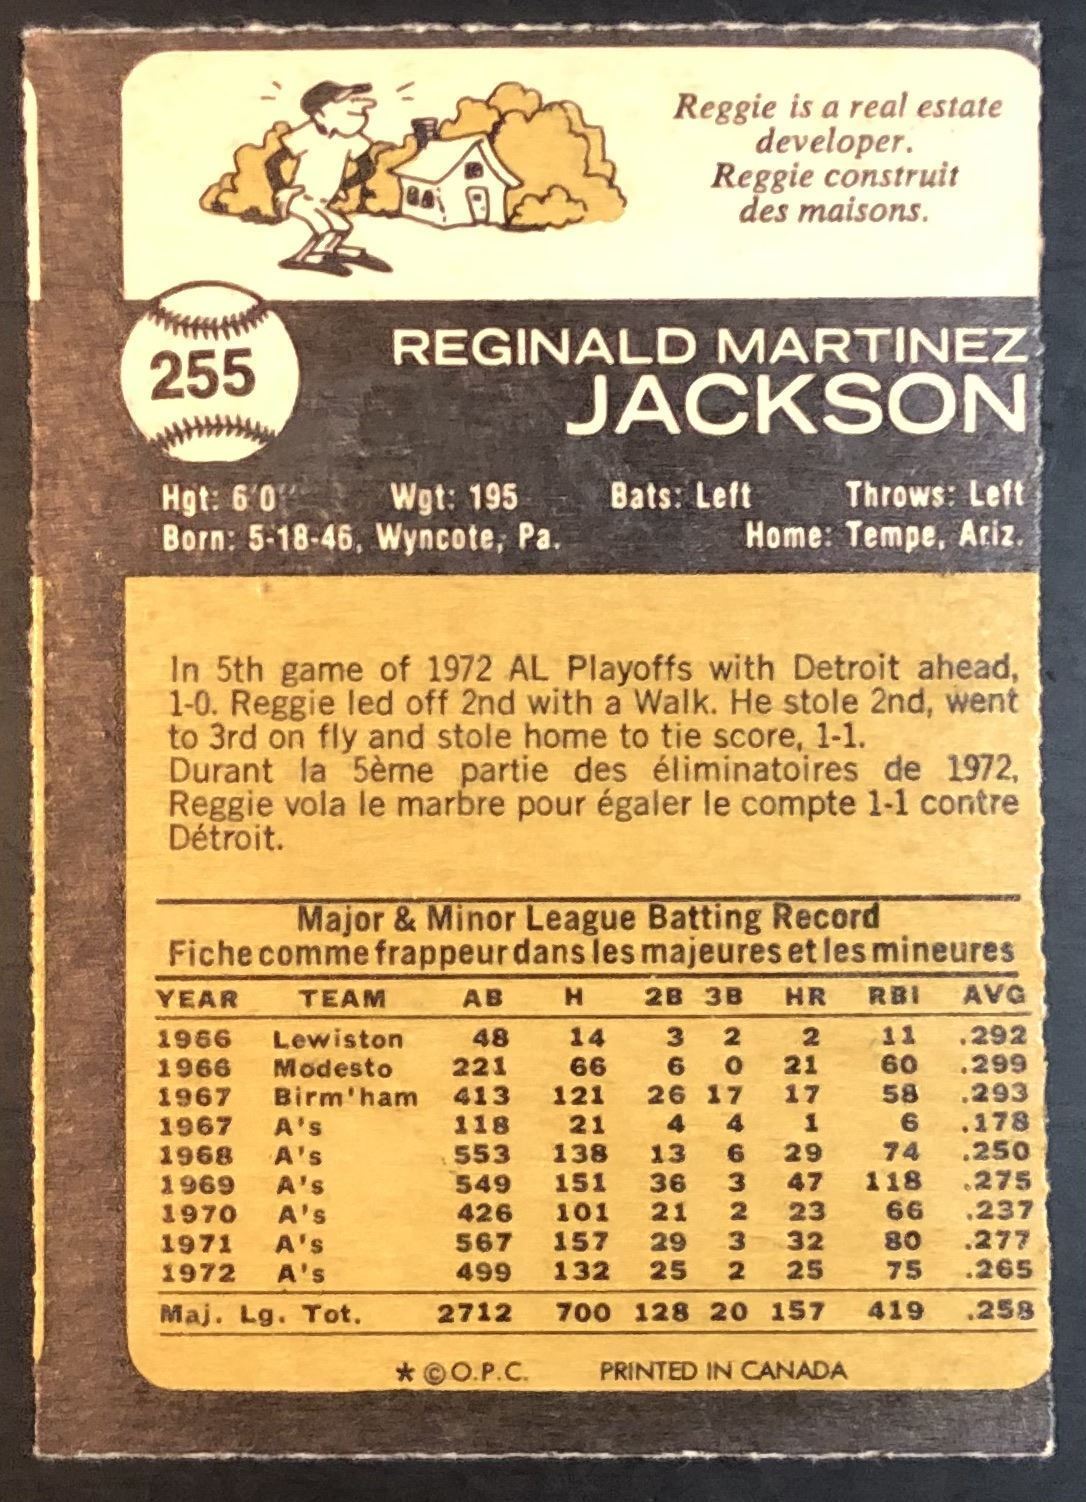 Reggie is a real estate
developer.
Reggie construit
des maisons.
255
REGINALD MARTINEZ
JACKSON
Hgt: 6'0" Wgt: 195 Bats: Left Throws: Left
Born: 5-18-46, Wyncote, Pa. Home: Tempe, Ariz.
In 5th game of 1972 AL Playoffs with Detroit ahead,
1-0. Reggie led off 2nd with a Walk. He stole 2nd, went
to 3rd on fly and stole home to tie score, 1-1.
Durant la 5ème partie des éliminatoires de 1972,
Reggie vola le marbre pour égaler le compte 1-1 contre
Détroit.
Major & Minor League Batting Record
Fiche comme frappeur dans les majeures et les mineures
YEAR TEAM AB H 2B 3B HR RBI AVG
1966 Lewiston 48 14 3 2 2 11 .292
1966 Modesto 221 66 6 0 21 60 .299
1967 Birm'ham 413 121 26 17 17 58 .293
1967 A's 118 21 4 4 1 6 .178
1968 A's 553 138 13 6 29 74 .250
1969 A's 549 151 36 3 47 118 .275
1970 A's 426 101 21 2 23 66 .237
1971 A's 567 157 29 3 32 80 .277
1972 A's 499 132 25 2 25 75 .265
Maj. Lg. Tot. 2712 700 128 20 157 419 .258
* © O.P.C. PRINTED IN CANADA